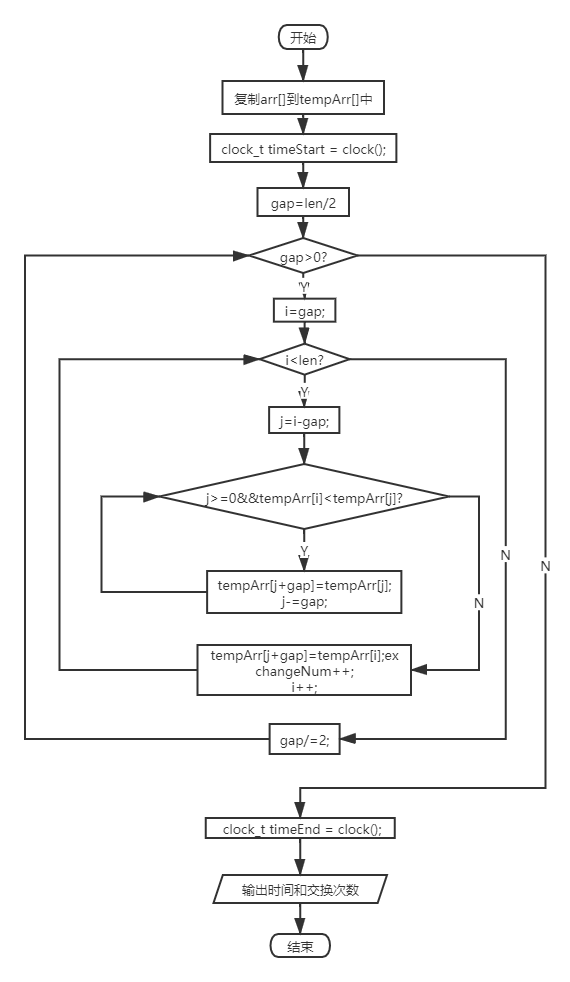 开始
复制arr[]到tempArr[]中
clock_t timeStart = clock();
gap=len/2
gap>0?
'Y'
i=gap;
i<len?
Y
j=i-gap;
j>=0&&tempArr[i]<tempArr[j]?
Y
N
N
tempArr[j+gap]=tempArr[j];
j-=gap;
N
tempArr[j+gap]=tempArr[i];ex
changeNum++;
i++;
gap/=2;
clock_t timeEnd = clock();
输出时间和交换次数
结束